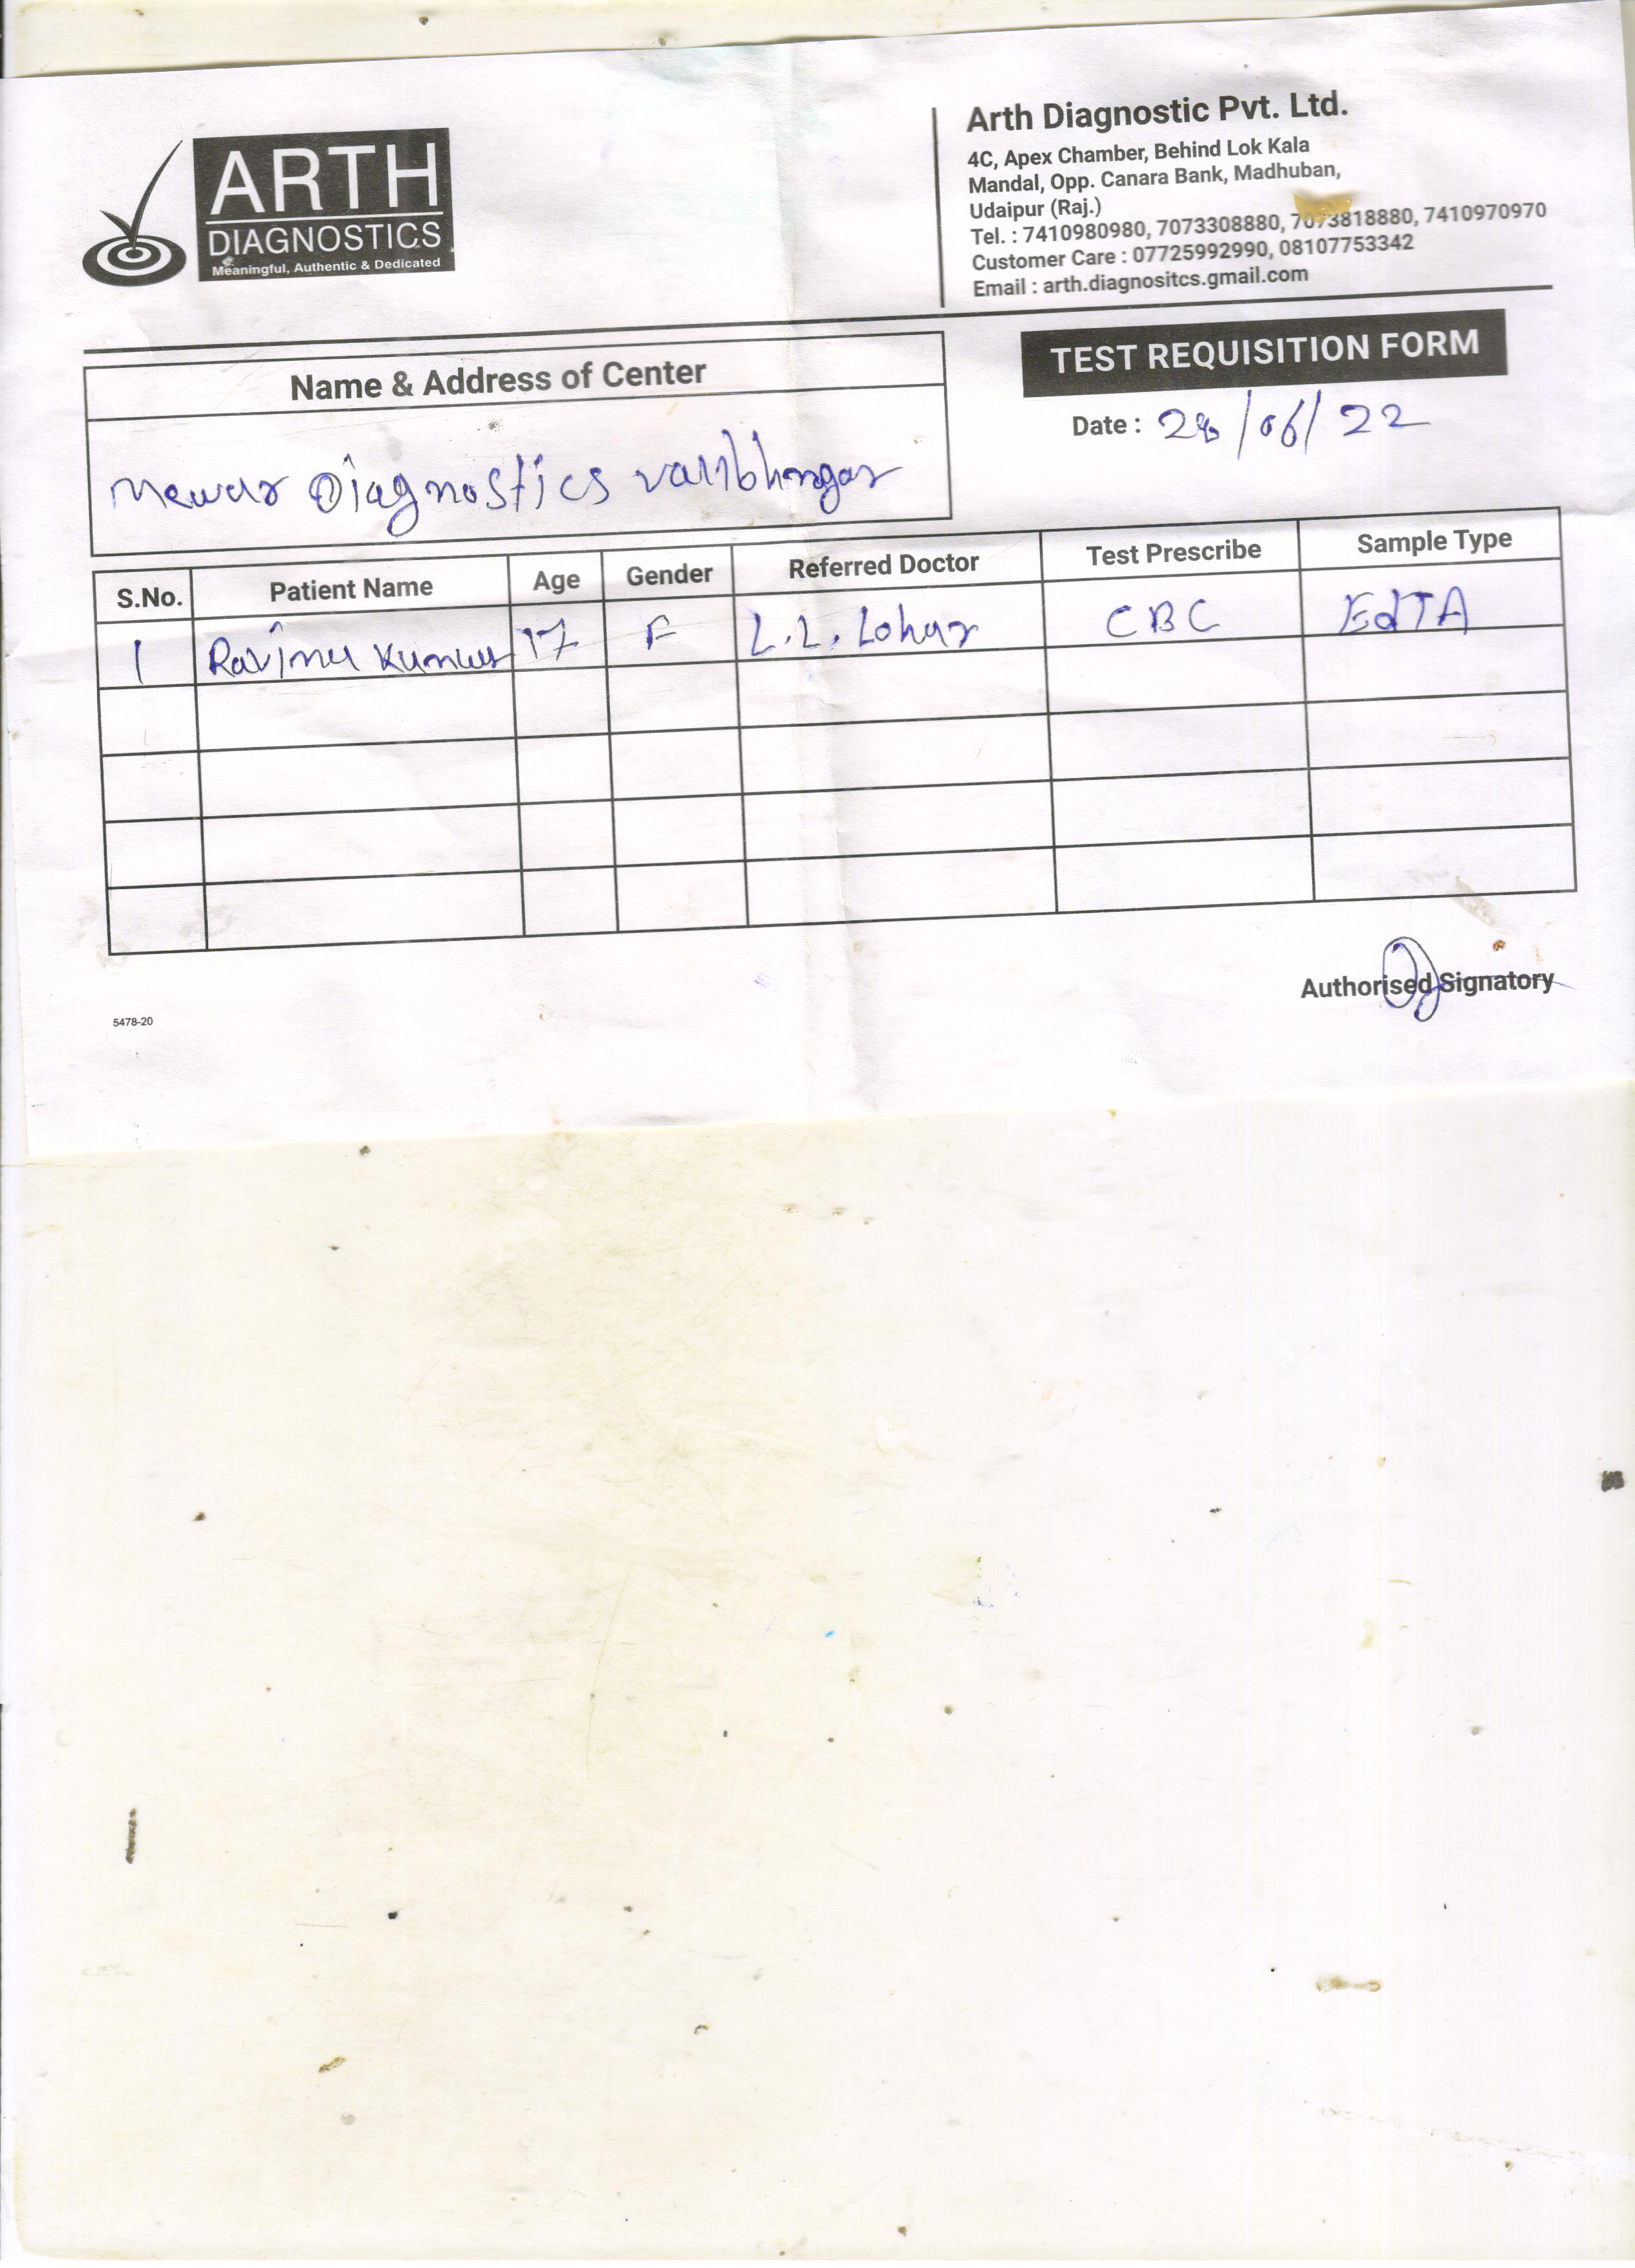 ARTH
DIAGNOSTICS
Meaningful, Authentic & Dedicated
Arth Diagnostic Pvt. Ltd.
4C, Apex Chamber, Behind Lok Kala
Mandal, Opp. Canara Bank, Madhuban,
Udaipur (Raj.)
Tel. : 7410980980, 7073308880, 7073818880, 7410970970
Customer Care : 07725992990, 08107753342
Email : arth.diagnositcs.gmail.com
TEST REQUISITION FORM
Date : 28/06/22
Name & Address of Center
Mewar Diagnostics
S.No. Patient Name Age Gender Referred Doctor Test Prescribe Sample Type
1 17 F L.L. Lohar CBC EdTA
Authorised Signatory
5478-20